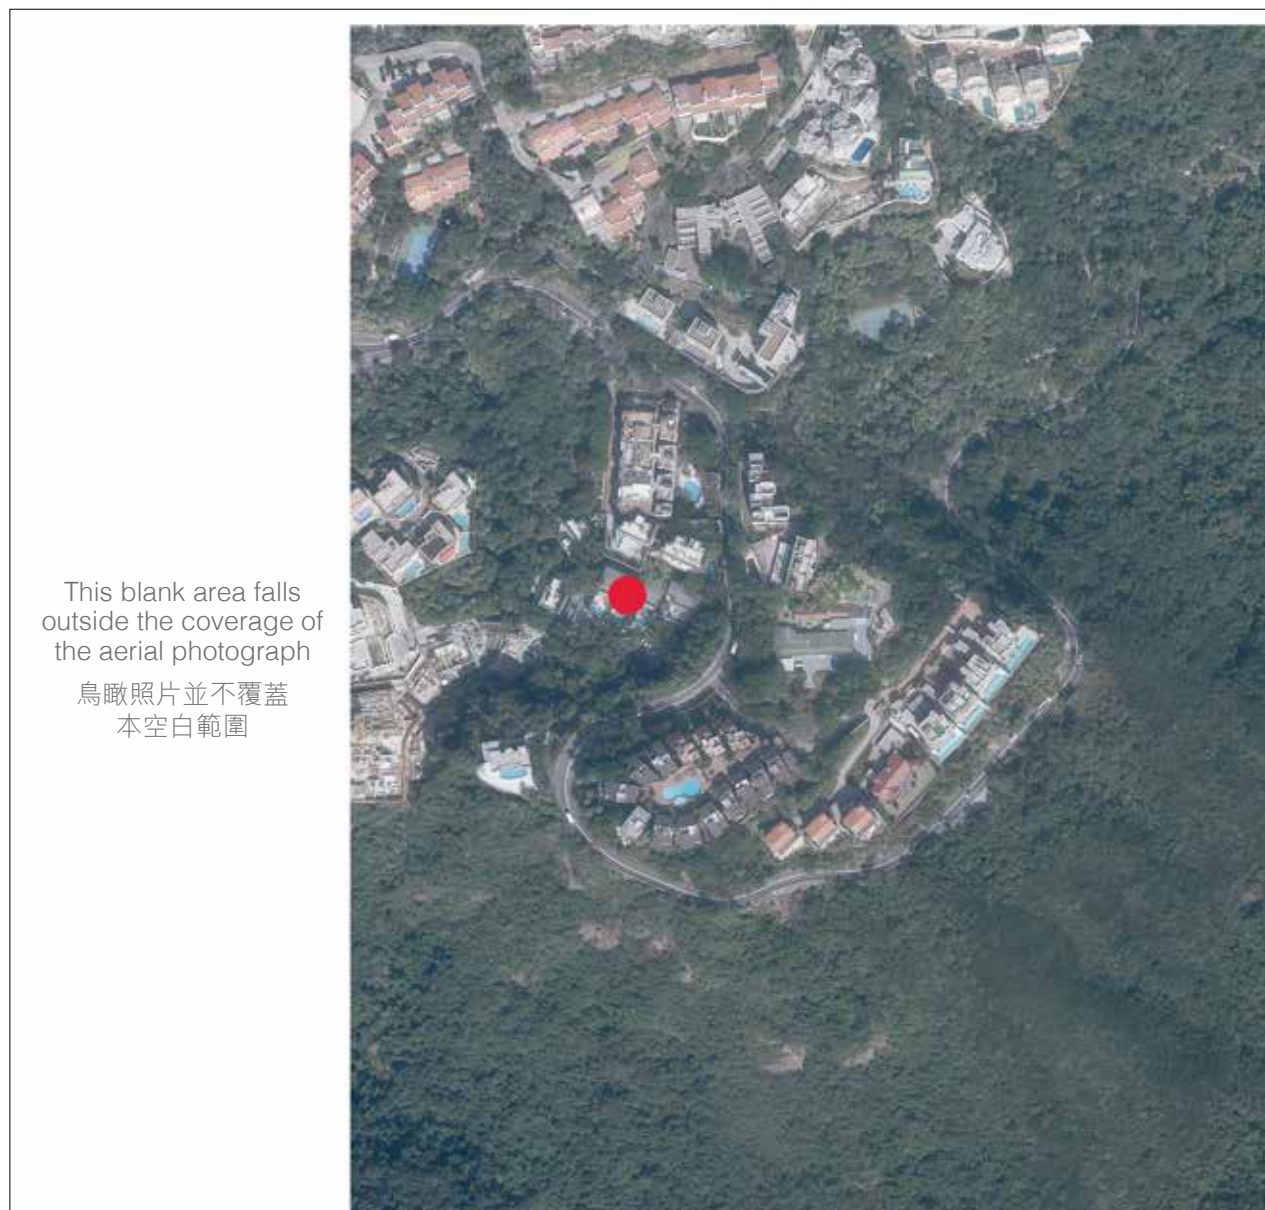 This blank area falls
outside the coverage of
the aerial photograph
鳥瞰照片並不覆蓋
本空白範圍